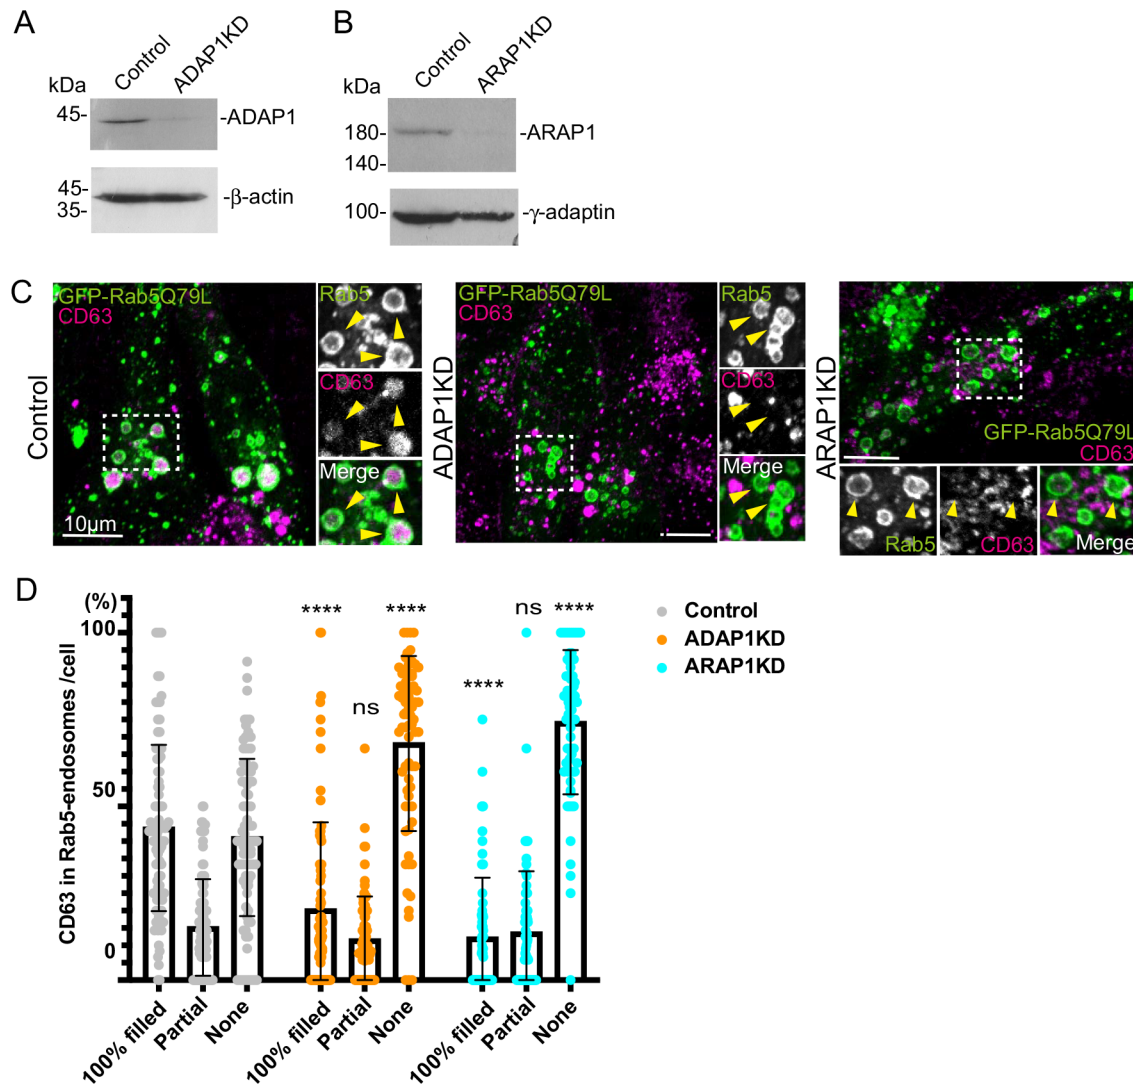 A
Control
ADAP1KD
kDa
45-
-ADAP1
45-
35-
-β-actin
B
Control
ARAP1KD
kDa
180-
140-
-ARAP1
100-
-γ-adaptin
C
Control
GFP-Rab5Q79L
CD63
10μm
Rab5
CD63
Merge
ADAP1KD
GFP-Rab5Q79L
CD63
Rab5
CD63
Merge
ARAP1KD
GFP-Rab5Q79L
CD63
Rab5
CD63
Merge
D
(%)
100
50
0
CD63 in Rab5-endosomes /cell
****
ns
****
****
ns
****
Control
ADAP1KD
ARAP1KD
100% filled
Partial
None
100% filled
Partial
None
100% filled
Partial
None